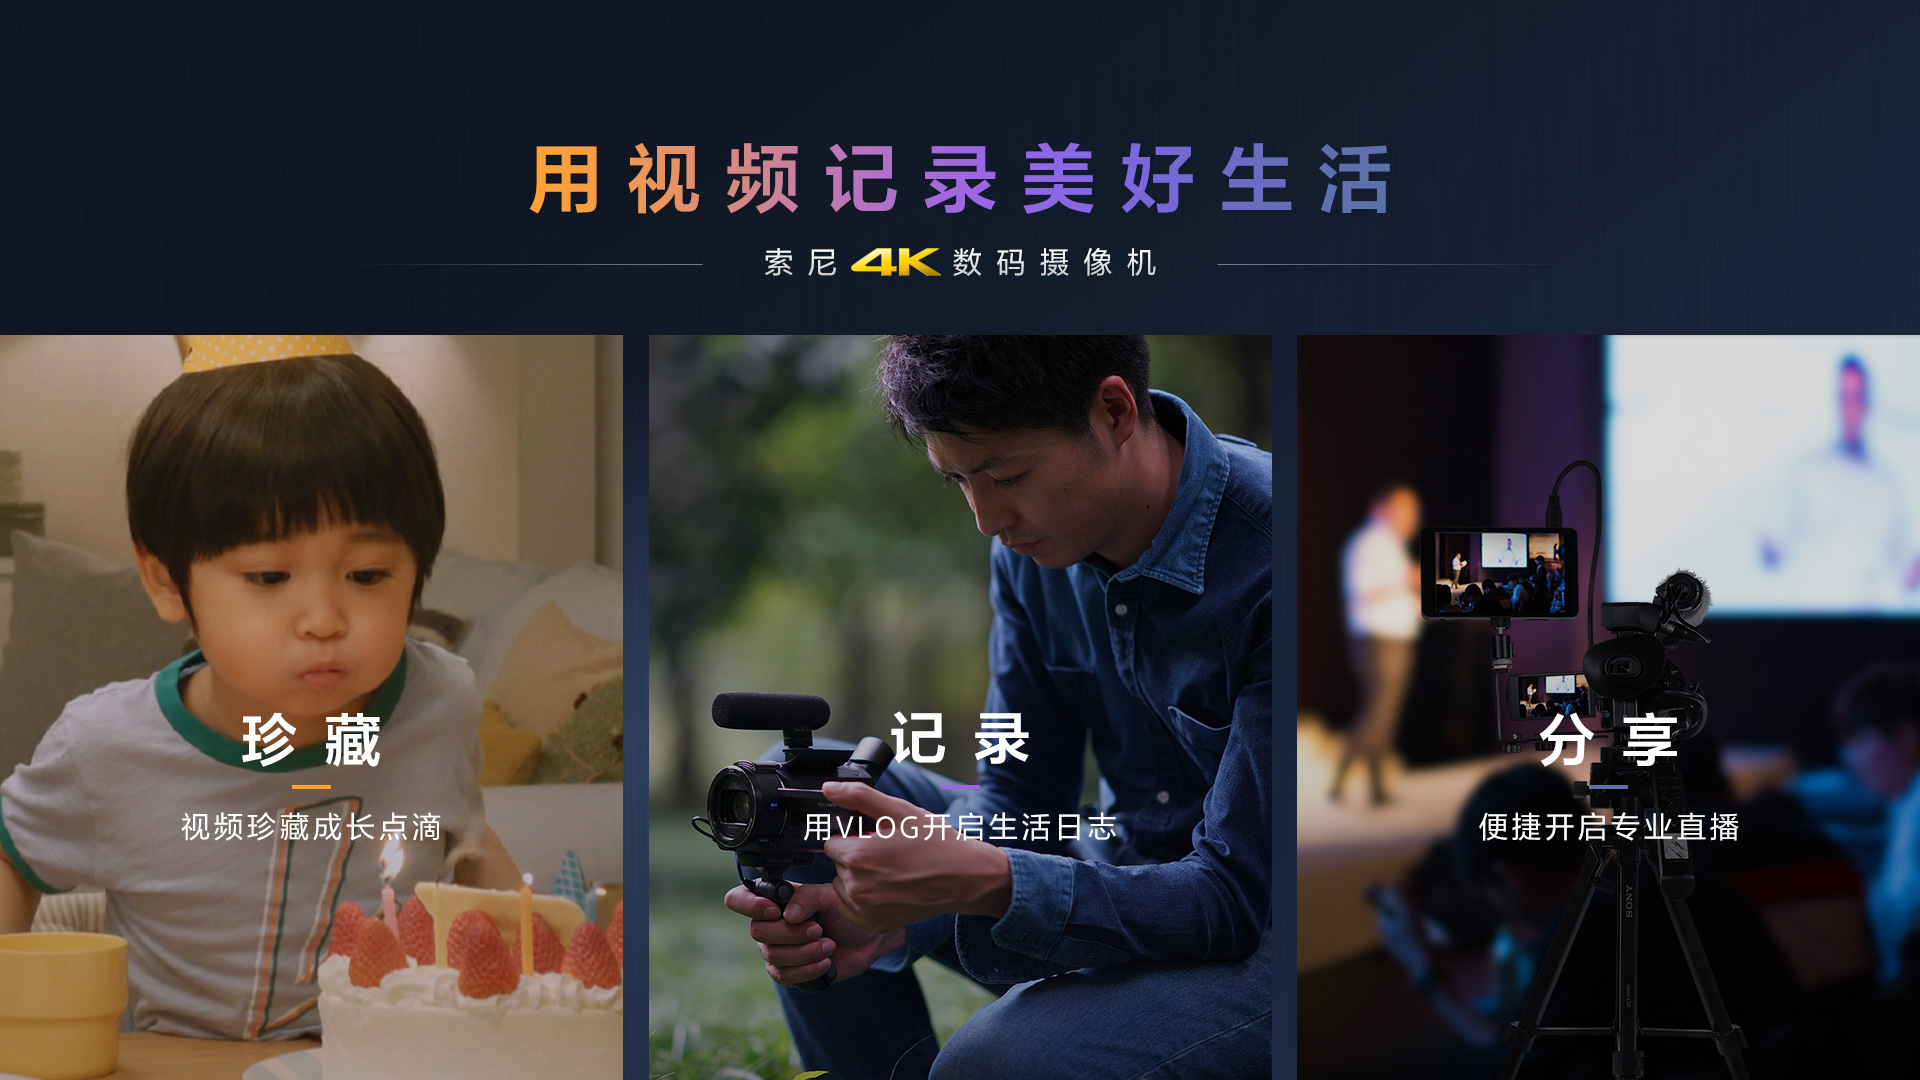 用视频记录美好生活
索尼4K数码摄像机
珍藏
视频珍藏成长点滴
记录
用VLOG开启生活日志
分享
便捷开启专业直播
SONY